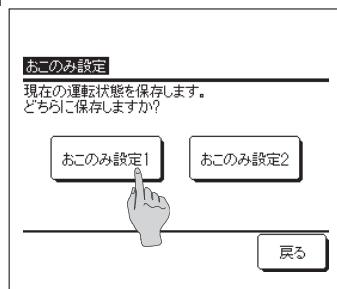 おこのみ設定
現在の運転状態を保存します。
どちらに保存しますか?
おこのみ設定1
おこのみ設定2
戻る